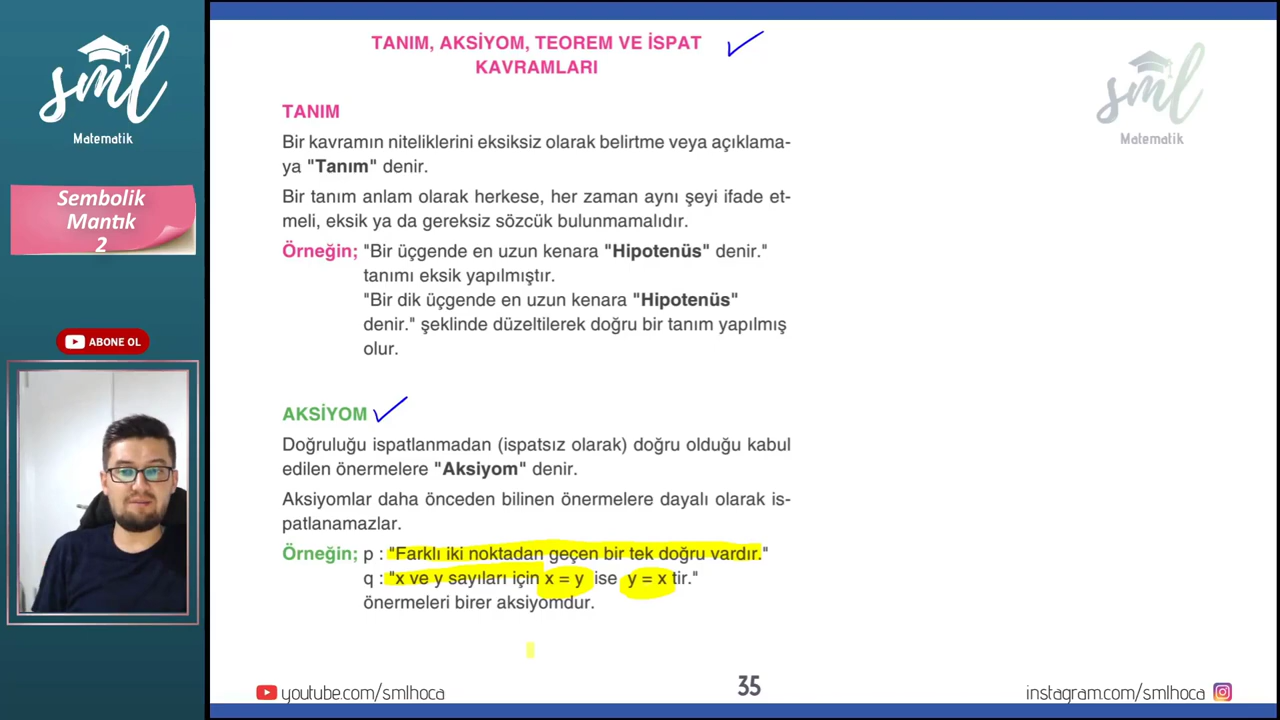 sml
Matematik
Sembolik
Mantık
2
ABONE OL
TANIM, AKSİYOM, TEOREM VE İSPAT
KAVRAMLARI
TANIM
Bir kavramın niteliklerini eksiksiz olarak belirtme veya açıklama-
ya "Tanım" denir.
Bir tanım anlam olarak herkese, her zaman aynı şeyi ifade et-
meli, eksik ya da gereksiz sözcük bulunmamalıdır.
Örneğin; "Bir üçgende en uzun kenara "Hipotenüs" denir."
tanımı eksik yapılmıştır.
"Bir dik üçgende en uzun kenara "Hipotenüs"
denir." şeklinde düzeltilerek doğru bir tanım yapılmış
olur.
AKSİYOM
Doğruluğu ispatlanmadan (ispatsız olarak) doğru olduğu kabul
edilen önermelere "Aksiyom" denir.
Aksiyomlar daha önceden bilinen önermelere dayalı olarak is-
patlanamazlar.
Örneğin; p : "Farklı iki noktadan geçen bir tek doğru vardır."
q : "x ve y sayıları için x = y ise y = x tir."
önermeleri birer aksiyomdur.
sml
Matematik
youtube.com/smlhoca
35
instagram.com/smlhoca